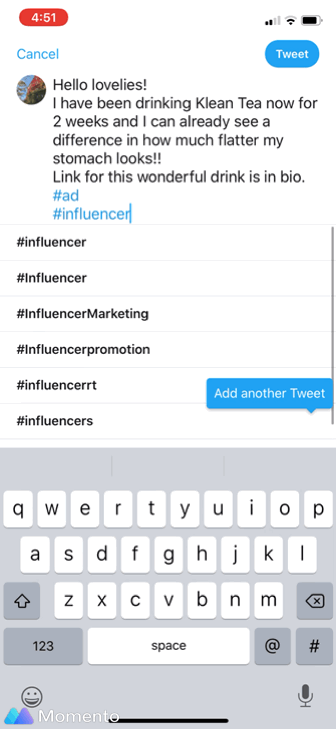 4:51
Cancel
Tweet
Hello lovelies!
I have been drinking Klean Tea now for
2 weeks and I can already see a
difference in how much flatter my
stomach looks!!
Link for this wonderful drink is in bio.
#ad
#influencer
#influencer
#Influencer
#InfluencerMarketing
#Influencerpromotion
#influencerrt
Add another Tweet
#influencers
q w e r t y u i o p
a s d f g h j k l
z x c v b n m
123 space @ #
Momento